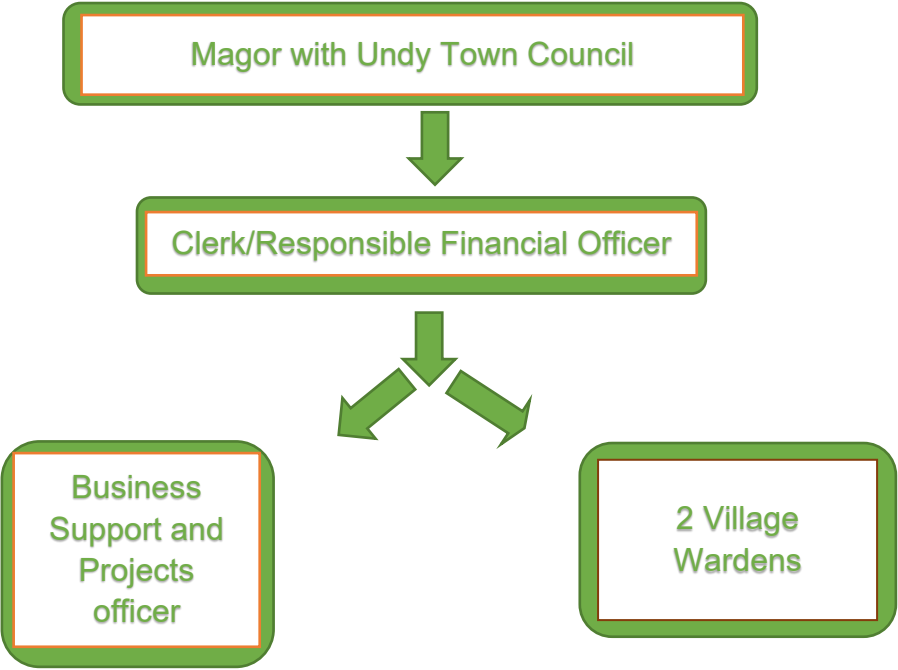 Magor with Undy Town Council
Clerk/Responsible Financial Officer
Business
Support and
Projects
officer
2 Village
Wardens